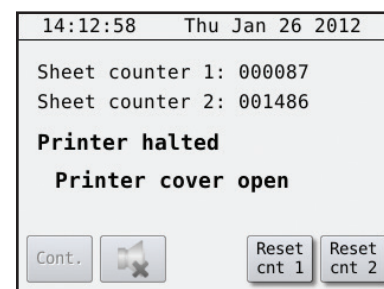 14:12:58 Thu Jan 26 2012
Sheet counter 1: 000087
Sheet counter 2: 001486
Printer halted
Printer cover open
Cont.
Reset cnt 1
Reset cnt 2